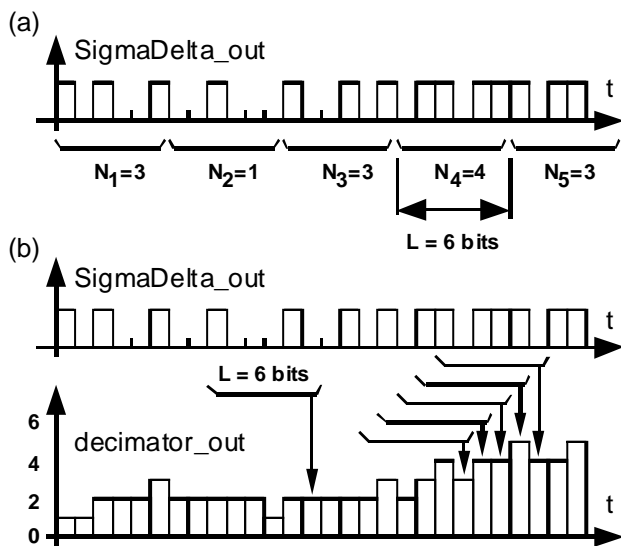 (a)
SigmaDelta_out
t
N1=3 N2=1 N3=3 N4=4 N5=3
L = 6 bits
(b)
SigmaDelta_out
t
L = 6 bits
6
decimator_out
4
2
t
0